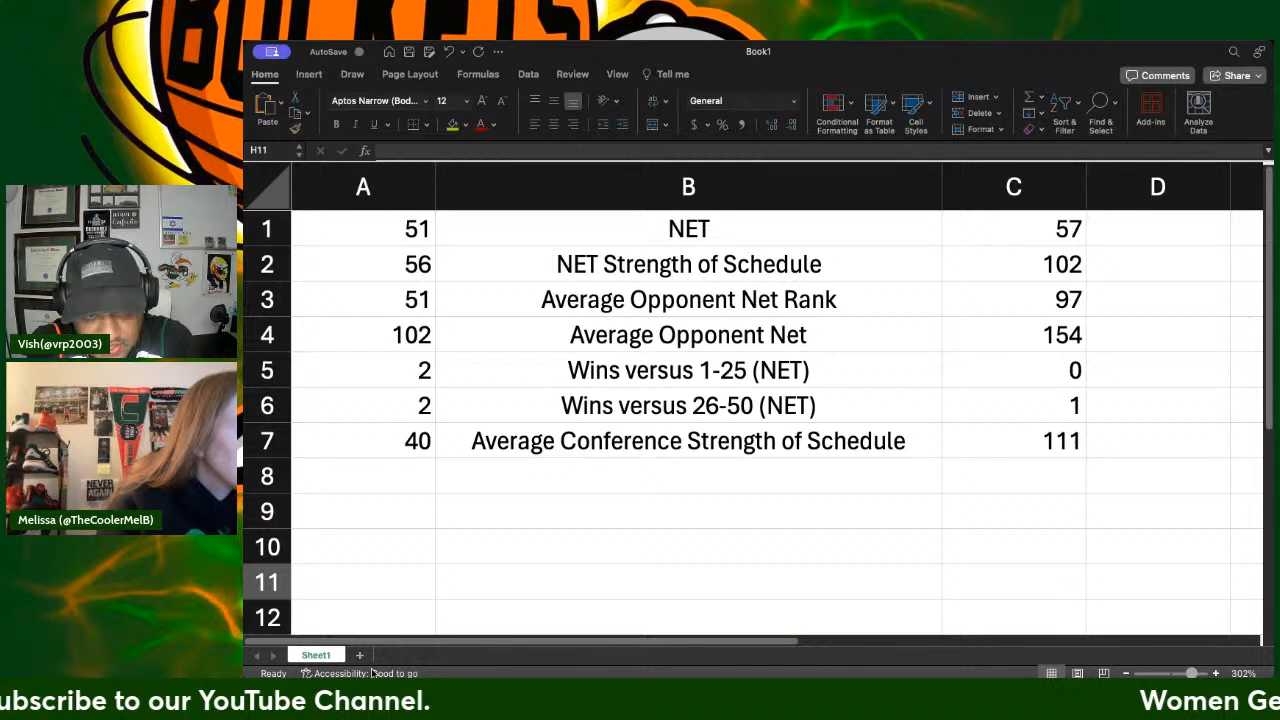 BUCKETS
AutoSave
Book1
Home Insert Draw Page Layout Formulas Data Review View Tell me
Comments Share
Paste
Aptos Narrow (Bod... 12
B I U
General
$ % 9
Conditional Formatting
Format as Table
Cell Styles
Insert
Delete
Format
Sort & Filter
Find & Select
Add-ins
Analyze Data
H11 fx
A B C D
1 51 NET 57
2 56 NET Strength of Schedule 102
3 51 Average Opponent Net Rank 97
4 102 Average Opponent Net 154
5 2 Wins versus 1-25 (NET) 0
6 2 Wins versus 26-50 (NET) 1
7 40 Average Conference Strength of Schedule 111
8
9
10
11
12
Sheet1 +
Ready Accessibility: Good to go
302%
Vish(@vrp2003)
NEVER AGAIN
Melissa (@TheCoolerMelB)
ubscribe to our YouTube Channel.
Women Ge